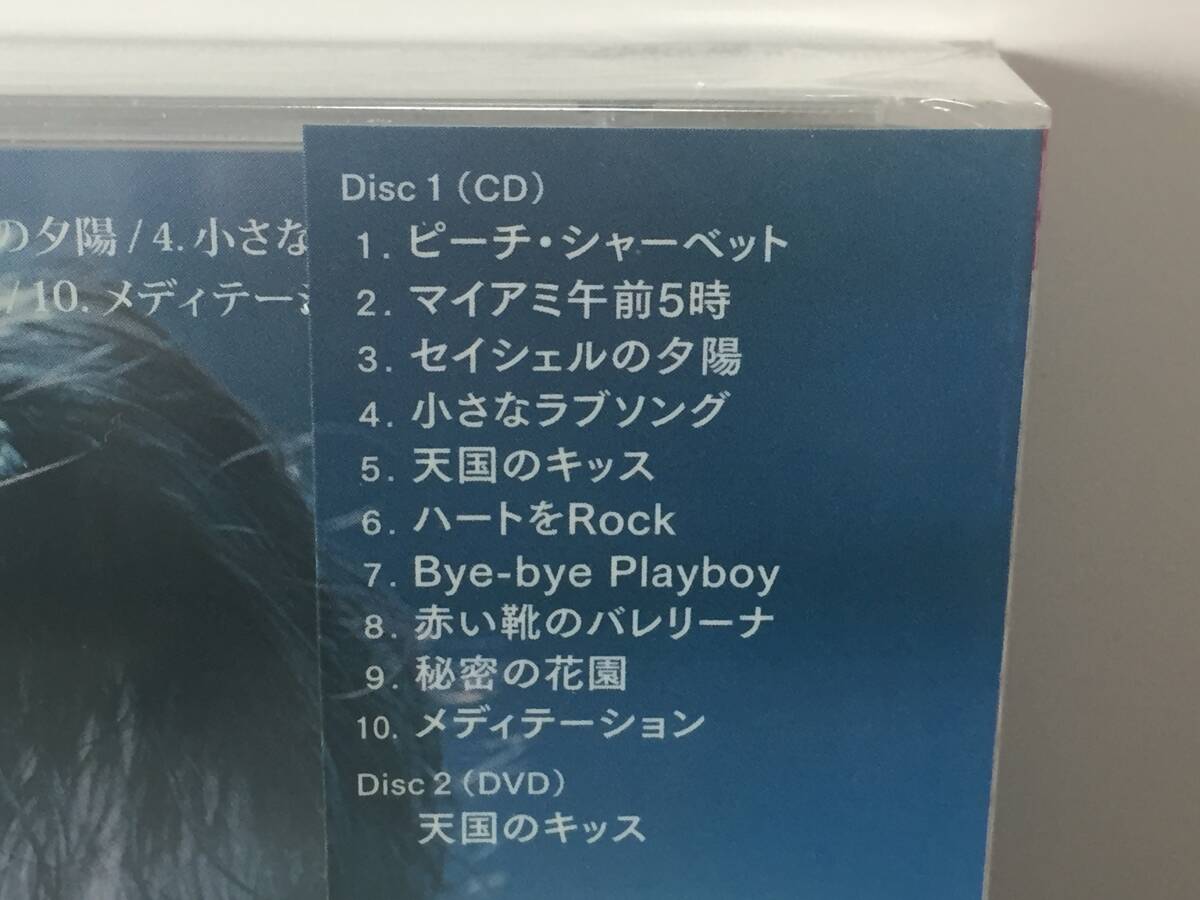 の夕陽 / 4. 小さな
/ 10. メディテー
Disc 1 (CD)
1. ピーチ・シャーベット
2. マイアミ午前5時
3. セイシェルの夕陽
4. 小さなラブソング
5. 天国のキッス
6. ハートをRock
7. Bye-bye Playboy
8. 赤い靴のバレリーナ
9. 秘密の花園
10. メディテーション
Disc 2 (DVD)
天国のキッス